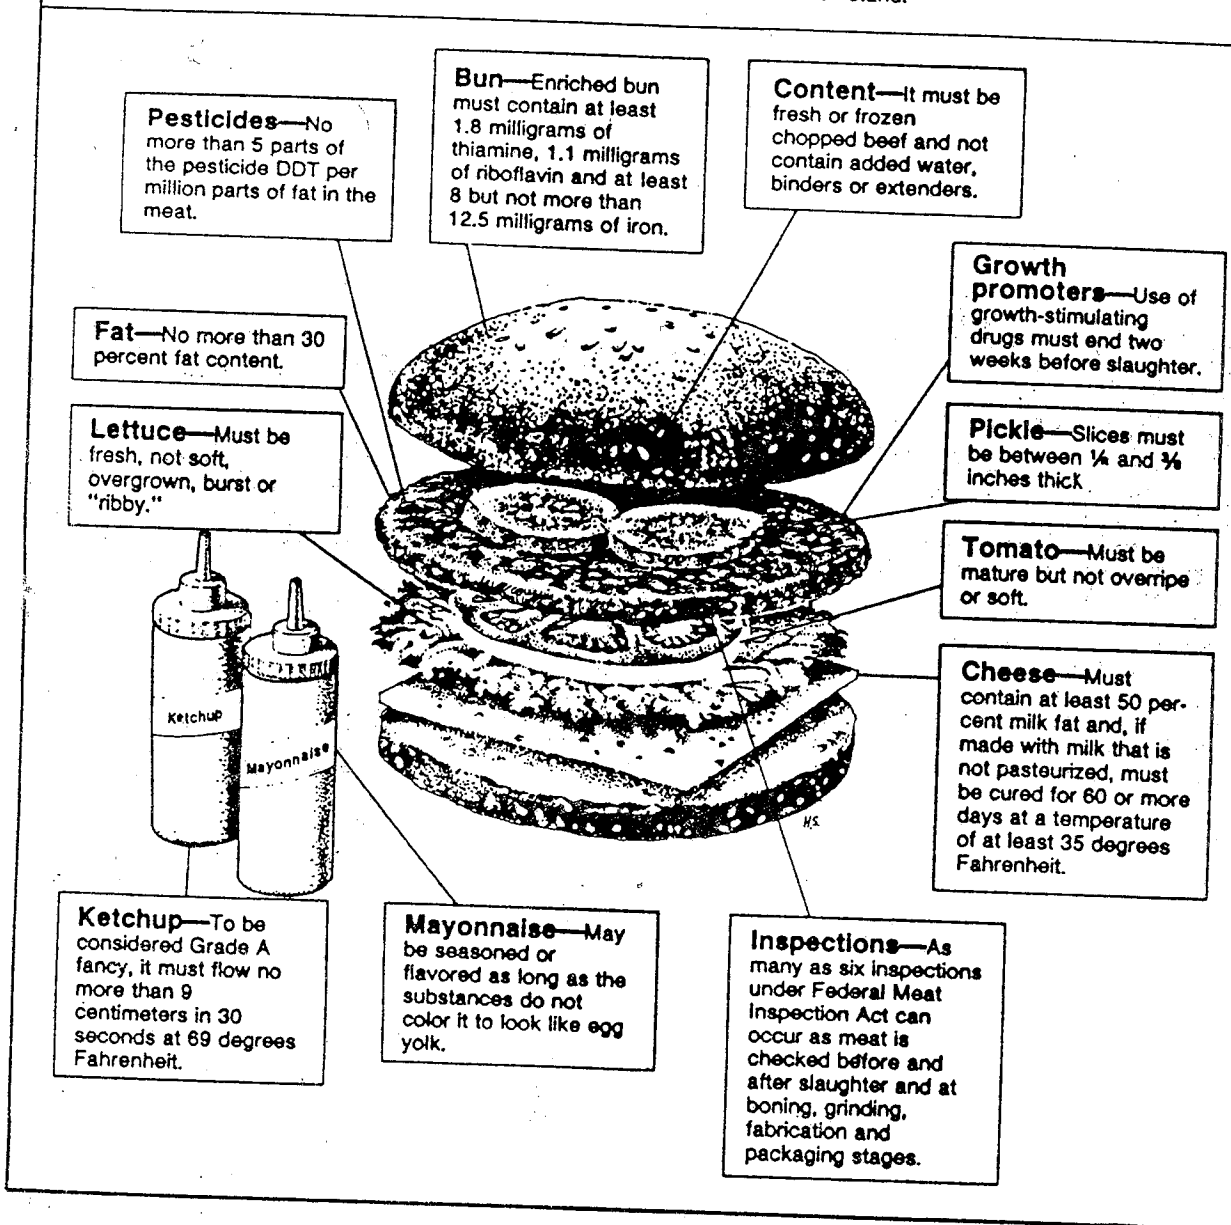 stand.
Pesticides—No
more than 5 parts of
the pesticide DDT per
million parts of fat in the
meat.
Bun—Enriched bun
must contain at least
1.8 milligrams of
thiamine, 1.1 milligrams
of riboflavin and at least
8 but not more than
12.5 milligrams of iron.
Content—It must be
fresh or frozen
chopped beef and not
contain added water,
binders or extenders.
Fat—No more than 30
percent fat content.
Growth
promoters—Use of
growth-stimulating
drugs must end two
weeks before slaughter.
Lettuce—Must be
fresh, not soft,
overgrown, burst or
"ribby."
Pickle—Slices must
be between ⅛ and ⅜
inches thick
Tomato—Must be
mature but not overripe
or soft.
Cheese—Must
contain at least 50 per-
cent milk fat and, if
made with milk that is
not pasteurized, must
be cured for 60 or more
days at a temperature
of at least 35 degrees
Fahrenheit.
Ketchup
Mayonnaise
H.S.
Ketchup—To be
considered Grade A
fancy, it must flow no
more than 9
centimeters in 30
seconds at 69 degrees
Fahrenheit.
Mayonnaise—May
be seasoned or
flavored as long as the
substances do not
color it to look like egg
yolk.
Inspections—As
many as six inspections
under Federal Meat
Inspection Act can
occur as meat is
checked before and
after slaughter and at
boning, grinding,
fabrication and
packaging stages.